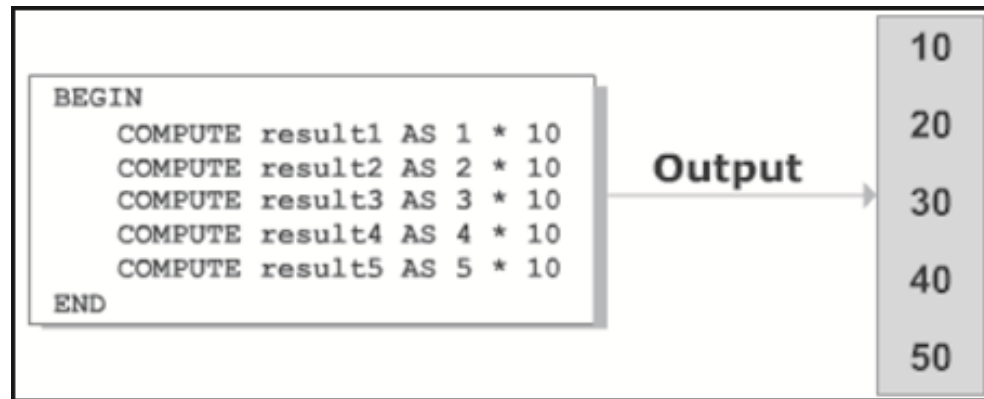 BEGIN
COMPUTE result1 AS 1 * 10
COMPUTE result2 AS 2 * 10
COMPUTE result3 AS 3 * 10
COMPUTE result4 AS 4 * 10
COMPUTE result5 AS 5 * 10
END
Output
10
20
30
40
50